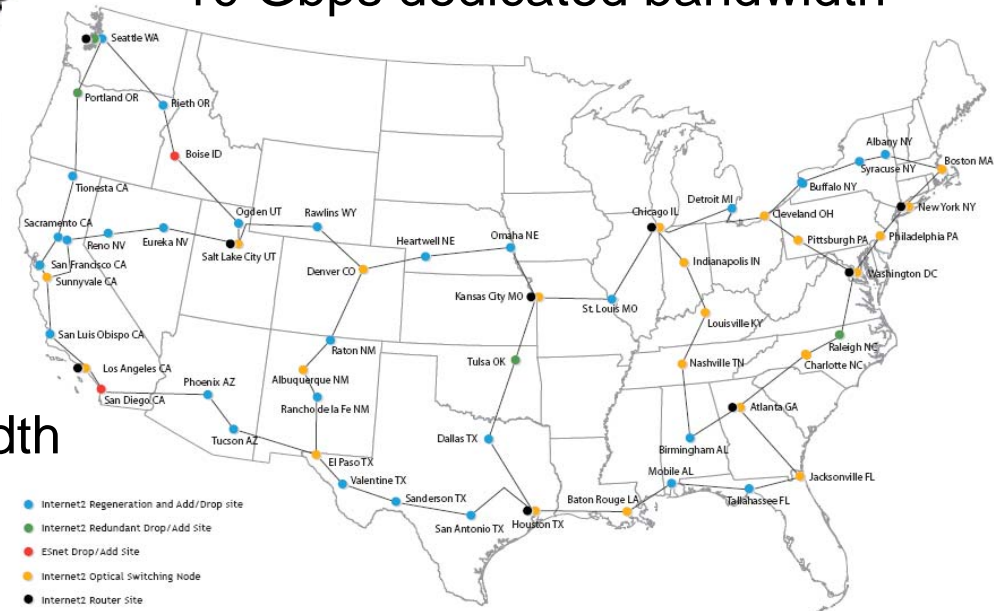 10 Gbps dedicated bandwidth
Seattle WA
Portland OR
Rieth OR
Boise ID
Tionesta CA
Ogden UT
Rawlins WY
Sacramento CA
Reno NV
Eureka NV
Salt Lake City UT
San Francisco CA
Sunnyvale CA
Denver CO
Heartwell NE
Omaha NE
Kansas City MO
St. Louis MO
Chicago IL
Detroit MI
Cleveland OH
Buffalo NY
Syracuse NY
Albany NY
Boston MA
New York NY
Philadelphia PA
Pittsburgh PA
Washington DC
Indianapolis IN
Louisville KY
Nashville TN
Raleigh NC
Charlotte NC
San Luis Obispo CA
Los Angeles CA
San Diego CA
Phoenix AZ
Tucson AZ
Raton NM
Albuquerque NM
Rancho de la Fe NM
El Paso TX
Tulsa OK
Dallas TX
Valentine TX
Sanderson TX
San Antonio TX
Houston TX
Baton Rouge LA
Mobile AL
Birmingham AL
Atlanta GA
Tallahassee FL
Jacksonville FL
dth
Internet2 Regeneration and Add/Drop site
Internet2 Redundant Drop/Add Site
ESnet Drop/Add Site
Internet2 Optical Switching Node
Internet2 Router Site